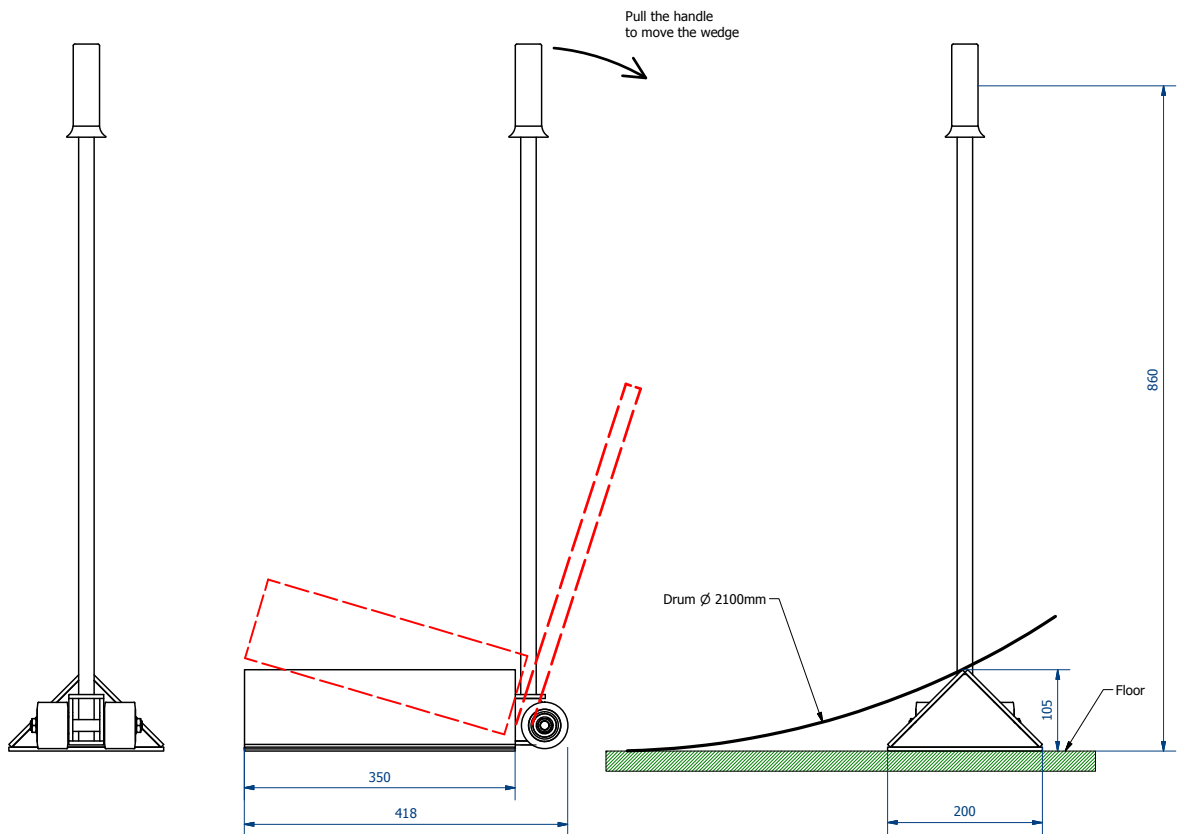 Pull the handle
to move the wedge
860
Drum Ø 2100mm
Floor
105
350
418
200